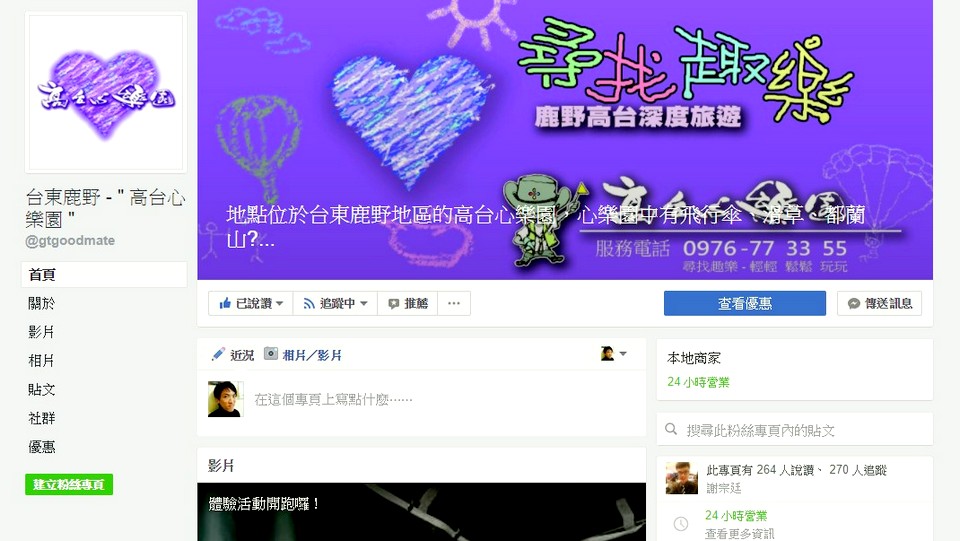 高台心樂園
台東鹿野 - " 高台心
樂園 "
@gtgoodmate
首頁
關於
影片
相片
貼文
社群
優惠
建立粉絲專頁
尋找趣樂
鹿野高台深度旅遊
高台心樂園
地點位於台東鹿野地區的高台心樂園，心樂園中有飛行傘、滑草、都蘭
山?...
服務電話 0976-77 33 55
尋找趣樂 - 輕輕 鬆鬆 玩玩
已說讚 追蹤中 推薦 ...
查看優惠 傳送訊息
近況 相片／影片
在這個專頁上寫點什麼……
影片
體驗活動開跑囉！
本地商家
24 小時營業
搜尋此粉絲專頁內的貼文
此專頁有 264 人說讚、 270 人追蹤
謝宗廷
24 小時營業
查看更多資訊